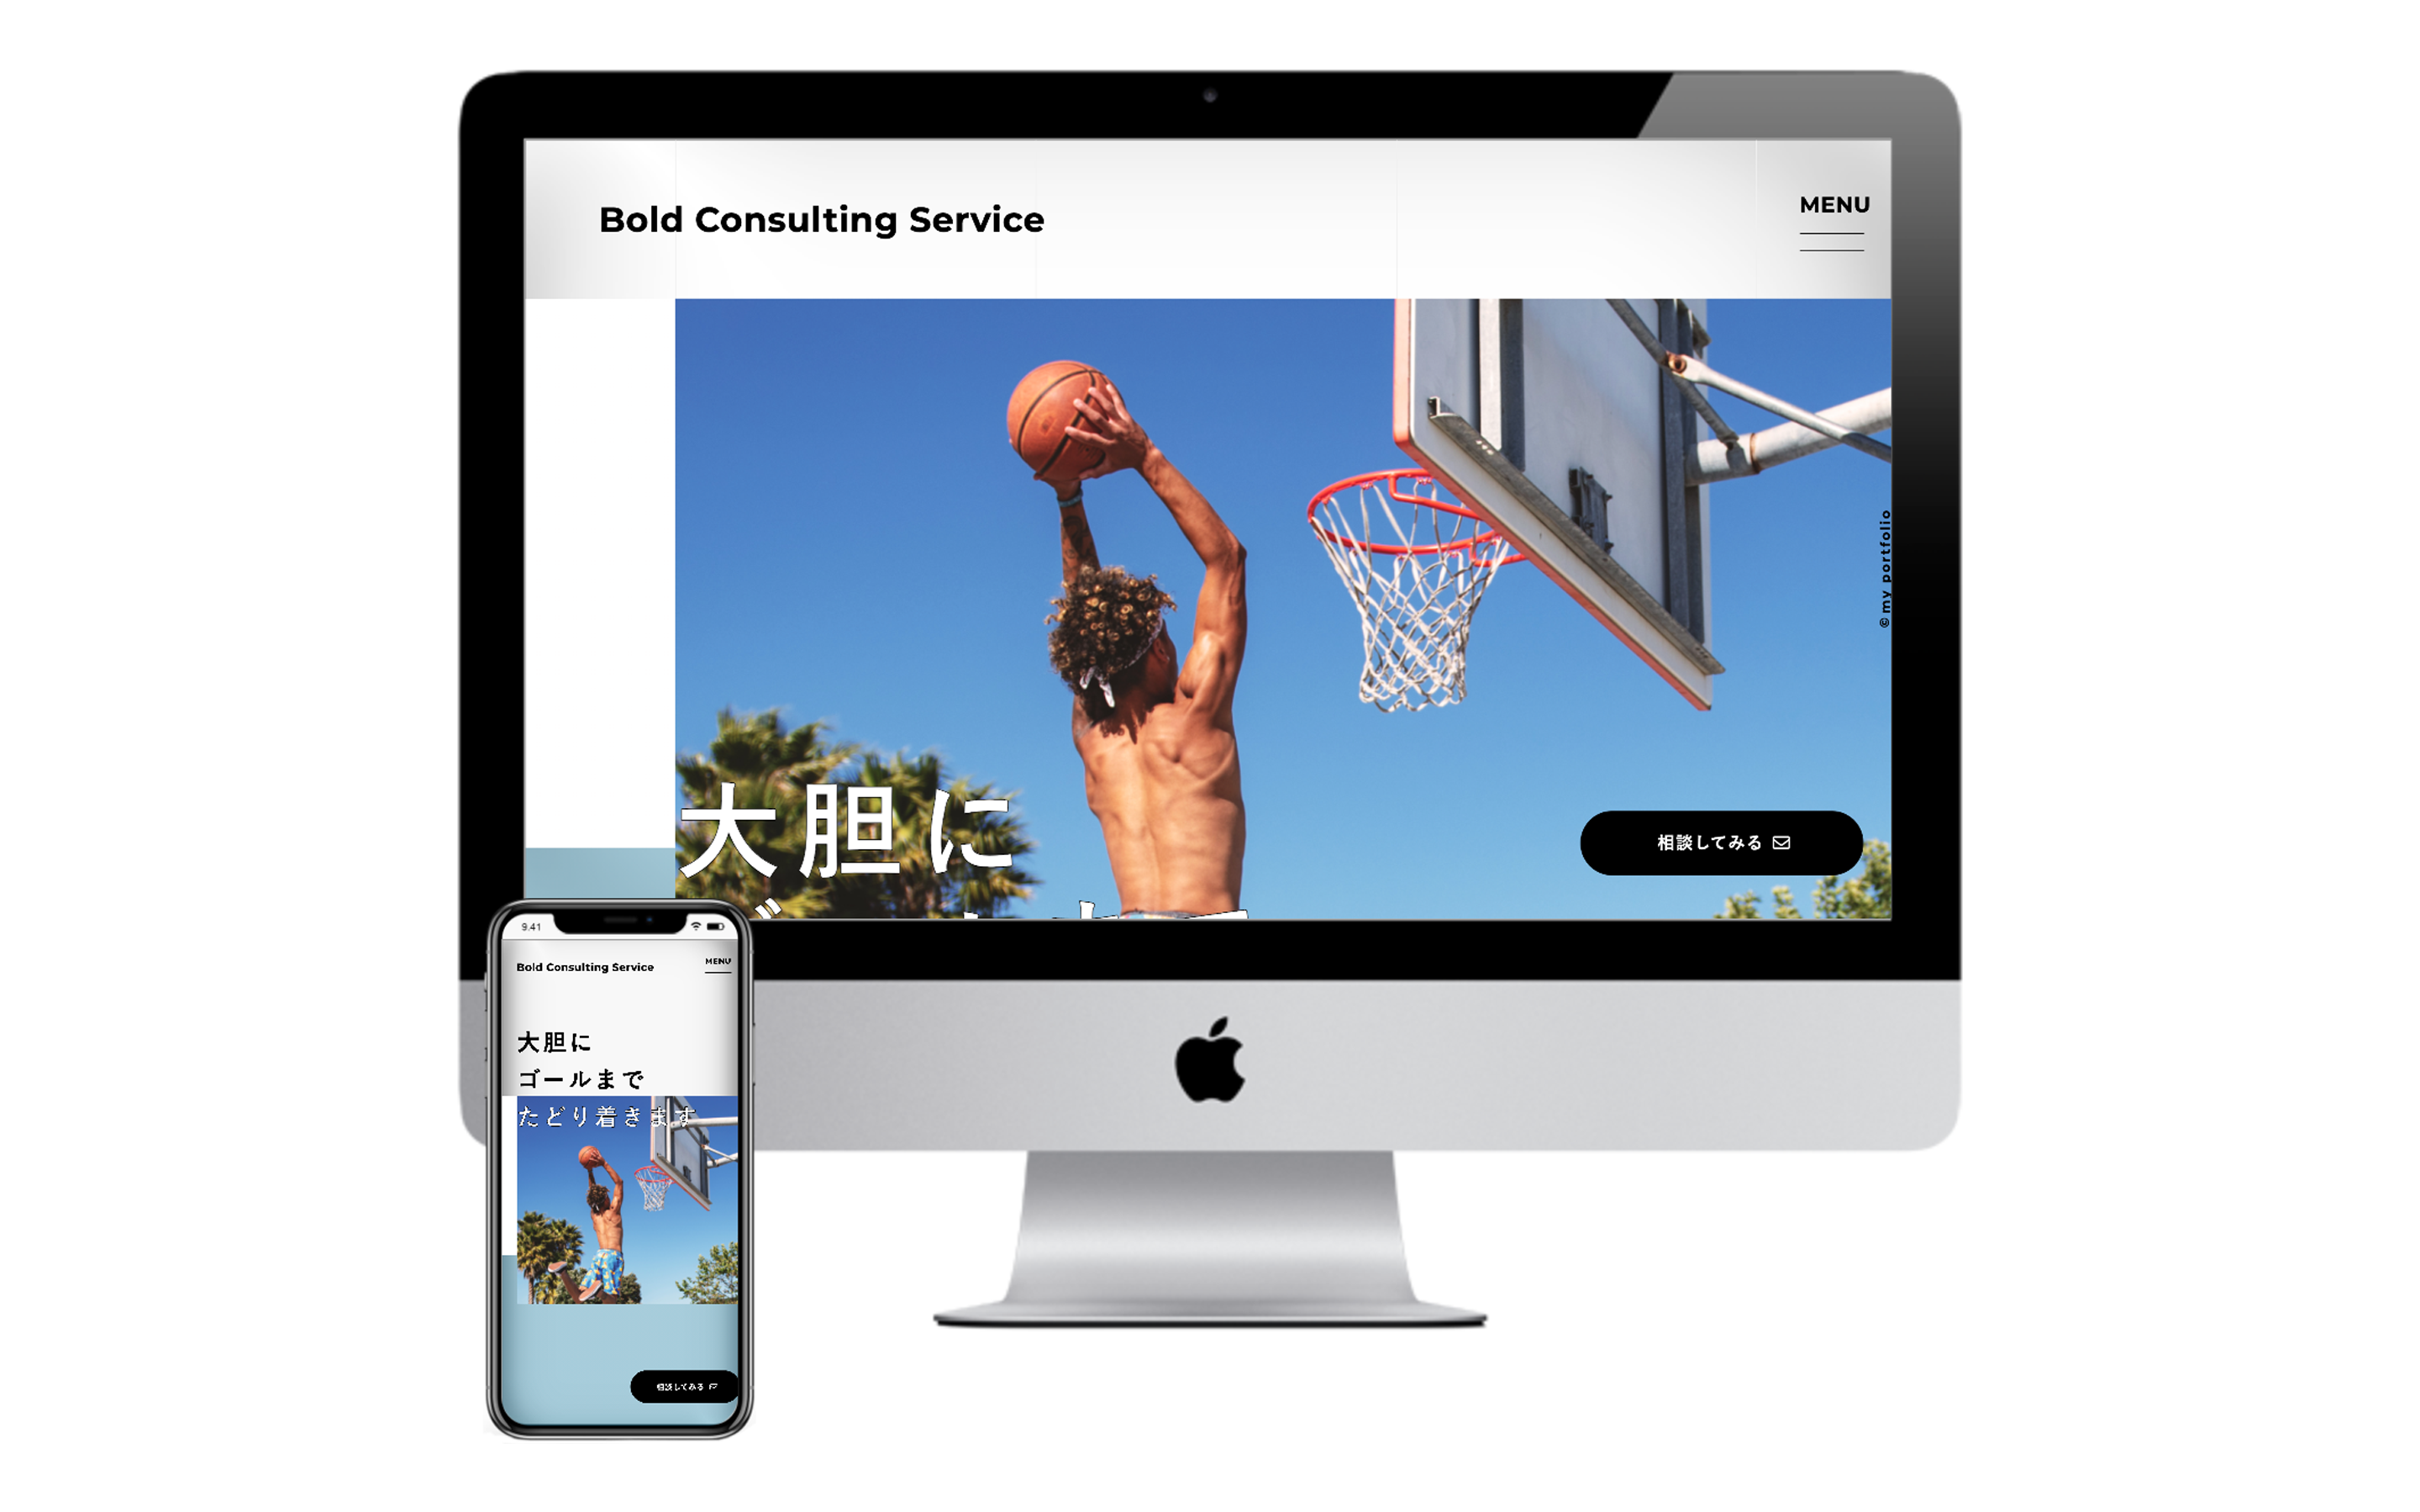 Bold Consulting Service
MENU
© my portfolio
大胆に
相談してみる
9.41
Bold Consulting Service
MENU
大胆に
ゴールまで
たどり着きます
相談してみる